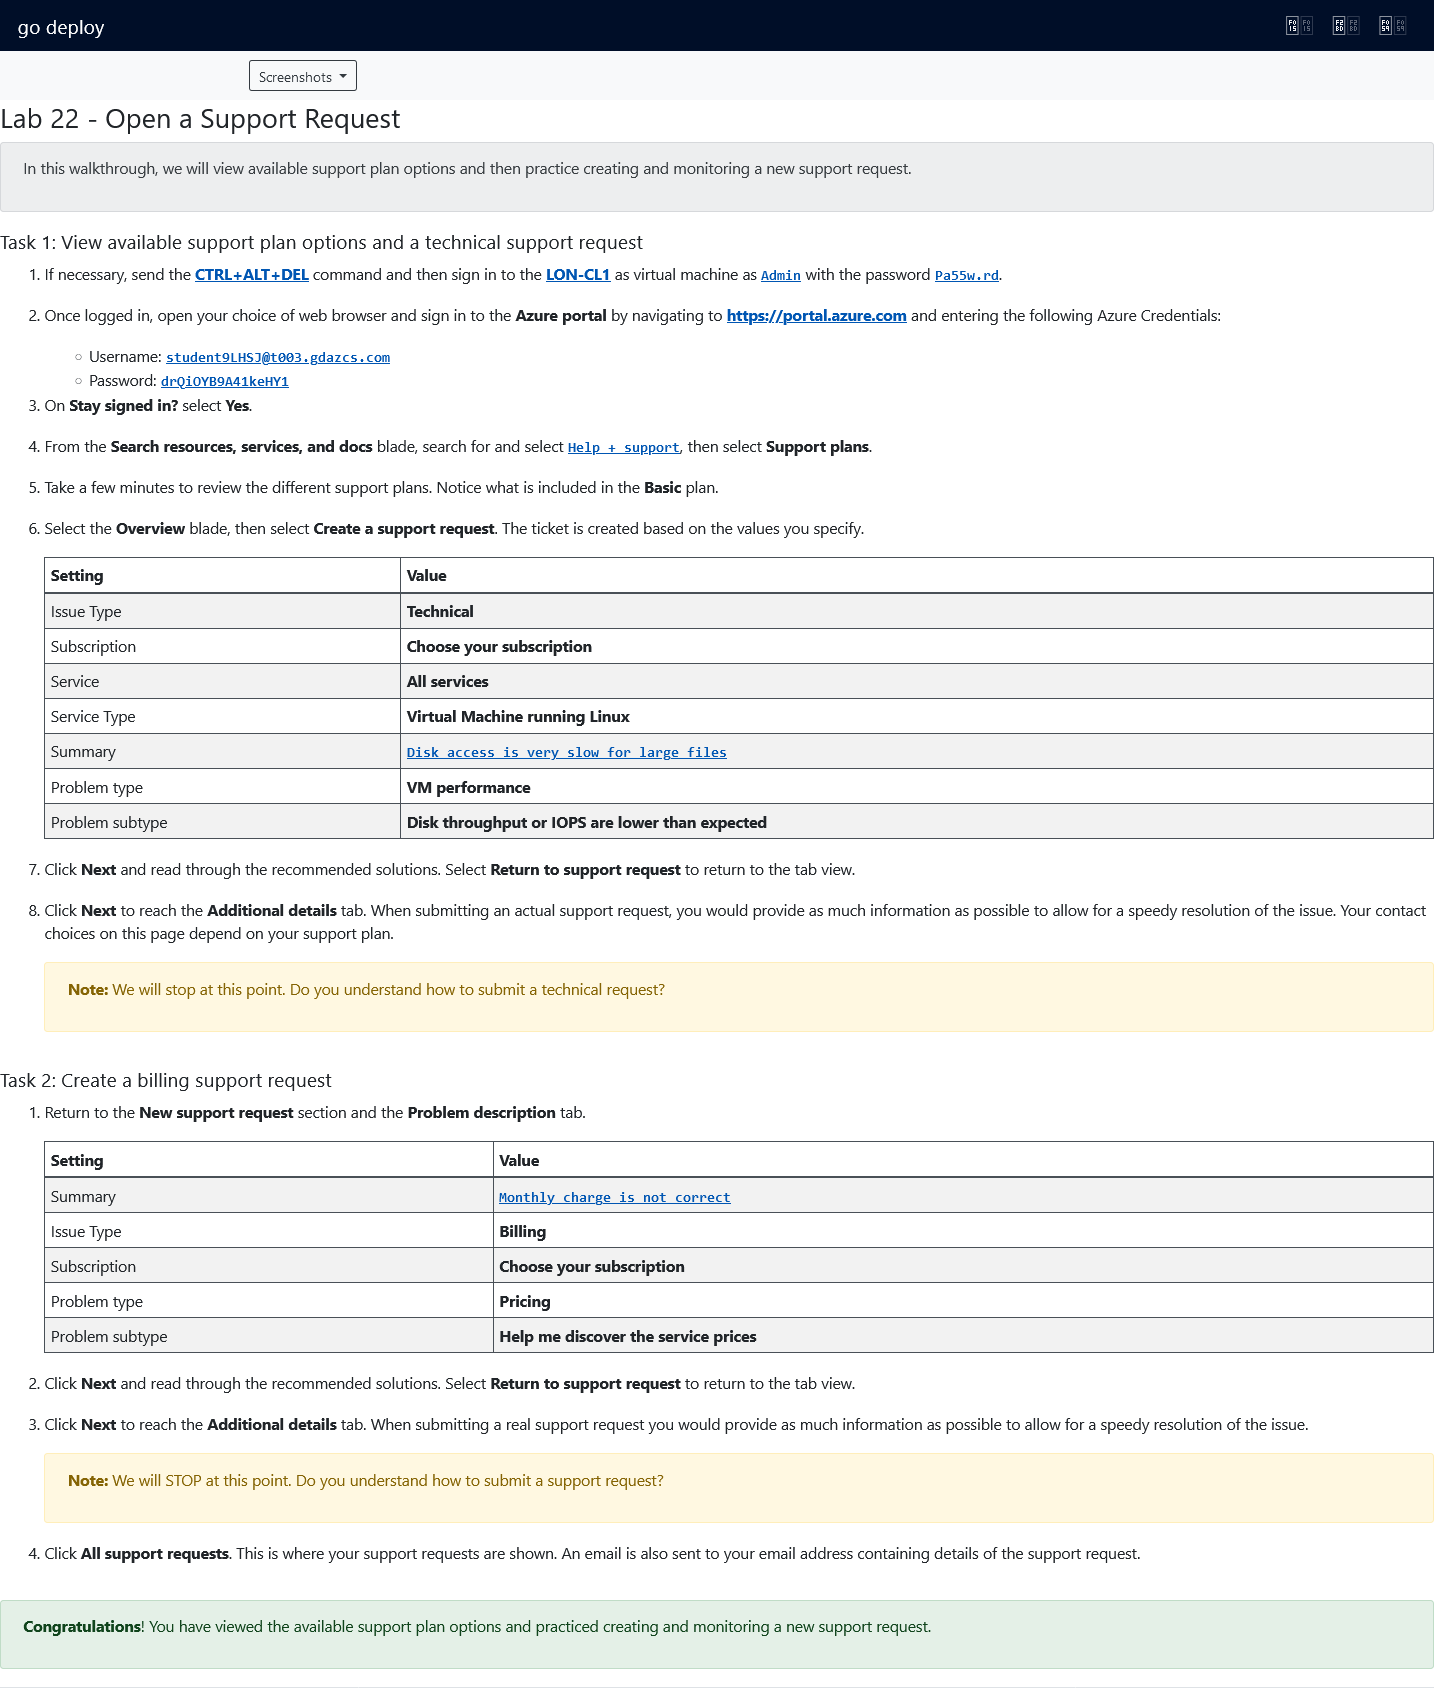 go deploy
Screenshots
Lab 22 - Open a Support Request
In this walkthrough, we will view available support plan options and then practice creating and monitoring a new support request.
Task 1: View available support plan options and a technical support request
1. If necessary, send the CTRL+ALT+DEL command and then sign in to the LON-CL1 as virtual machine as Admin with the password Pa55w.rd.
2. Once logged in, open your choice of web browser and sign in to the Azure portal by navigating to https://portal.azure.com and entering the following Azure Credentials:
○ Username: student9LHSJ@t003.gdazcs.com
○ Password: drQiOYB9A41keHY1
3. On Stay signed in? select Yes.
4. From the Search resources, services, and docs blade, search for and select Help + support, then select Support plans.
5. Take a few minutes to review the different support plans. Notice what is included in the Basic plan.
6. Select the Overview blade, then select Create a support request. The ticket is created based on the values you specify.
Setting Value
Issue Type Technical
Subscription Choose your subscription
Service All services
Service Type Virtual Machine running Linux
Summary Disk access is very slow for large files
Problem type VM performance
Problem subtype Disk throughput or IOPS are lower than expected
7. Click Next and read through the recommended solutions. Select Return to support request to return to the tab view.
8. Click Next to reach the Additional details tab. When submitting an actual support request, you would provide as much information as possible to allow for a speedy resolution of the issue. Your contact
choices on this page depend on your support plan.
Note: We will stop at this point. Do you understand how to submit a technical request?
Task 2: Create a billing support request
1. Return to the New support request section and the Problem description tab.
Setting Value
Summary Monthly charge is not correct
Issue Type Billing
Subscription Choose your subscription
Problem type Pricing
Problem subtype Help me discover the service prices
2. Click Next and read through the recommended solutions. Select Return to support request to return to the tab view.
3. Click Next to reach the Additional details tab. When submitting a real support request you would provide as much information as possible to allow for a speedy resolution of the issue.
Note: We will STOP at this point. Do you understand how to submit a support request?
4. Click All support requests. This is where your support requests are shown. An email is also sent to your email address containing details of the support request.
Congratulations! You have viewed the available support plan options and practiced creating and monitoring a new support request.